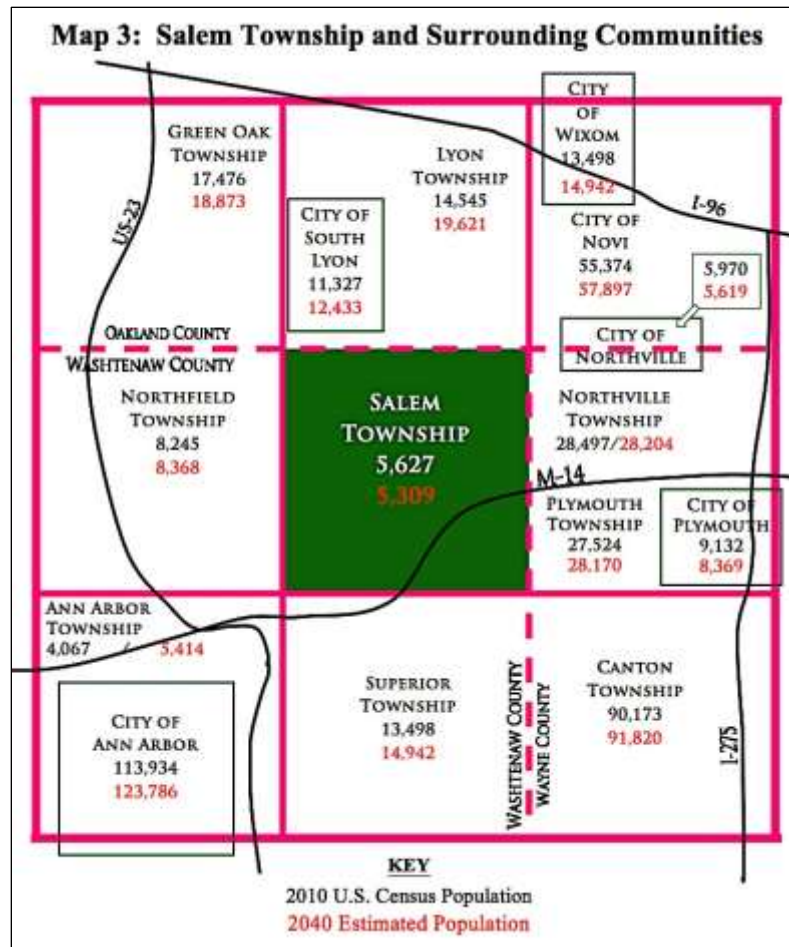 Map 3: Salem Township and Surrounding Communities
CITY
OF
WIXOM
13,498
14,942
GREEN OAK
TOWNSHIP
17,476
18,873
US-23
LYON
TOWNSHIP
14,545
19,621
CITY OF
SOUTH
LYON
11,327
12,433
I-96
CITY OF
NOVI
55,374
57,897
5,970
5,619
CITY OF
NORTHVILLE
OAKLAND COUNTY
WASHTENAW COUNTY
NORTHFIELD
TOWNSHIP
8,245
8,368
SALEM
TOWNSHIP
5,627
5,309
NORTHVILLE
TOWNSHIP
28,497/28,204
M-14
PLYMOUTH
TOWNSHIP
27,524
28,170
CITY OF
PLYMOUTH
9,132
8,369
ANN ARBOR
TOWNSHIP
4,067 / 5,414
CITY OF
ANN ARBOR
113,934
123,786
SUPERIOR
TOWNSHIP
13,498
14,942
WASHTENAW COUNTY
WAYNE COUNTY
CANTON
TOWNSHIP
90,173
91,820
I-275
KEY
2010 U.S. Census Population
2040 Estimated Population